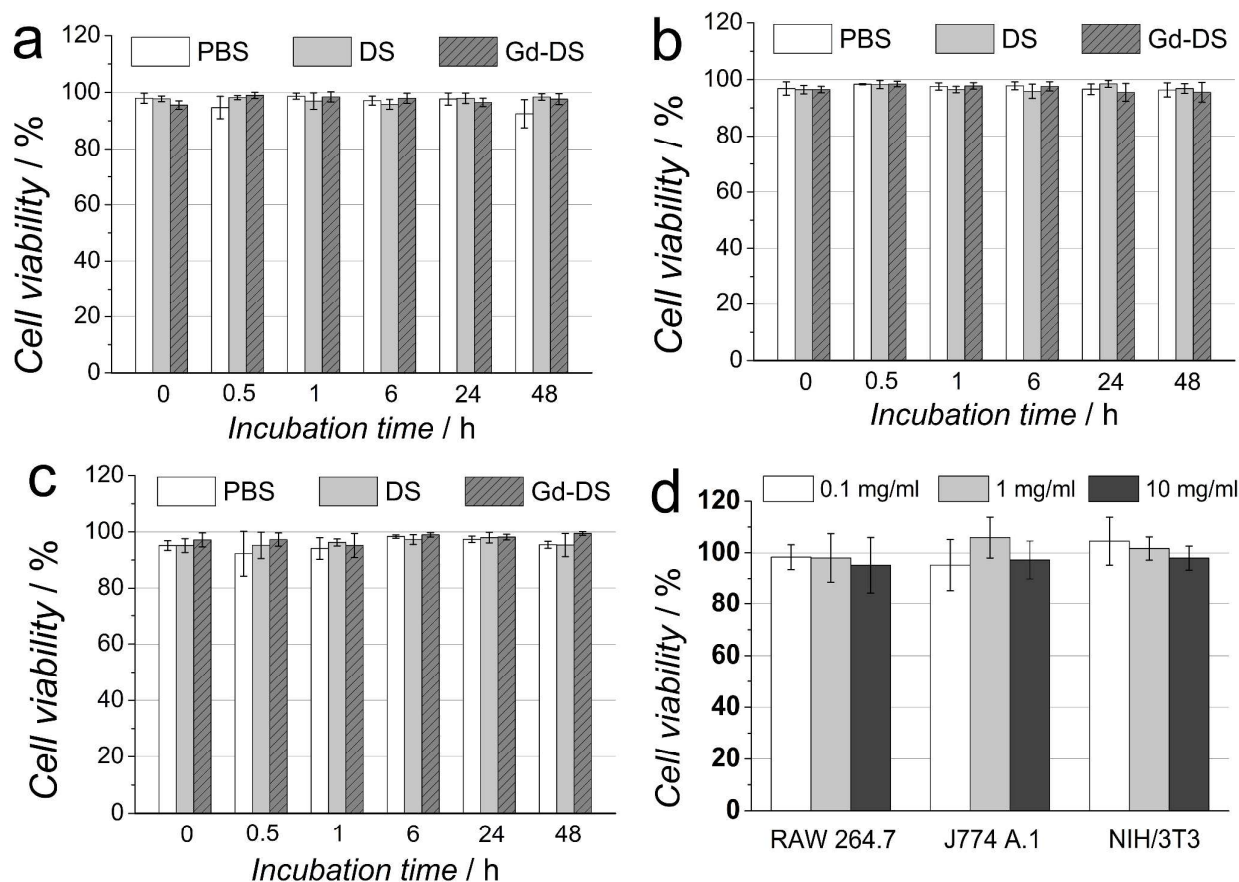 a
PBS DS Gd-DS
120
100
80
60
40
20
0
Cell viability / %
0 0.5 1 6 24 48
Incubation time / h
b
PBS DS Gd-DS
120
100
80
60
40
20
0
Cell viability / %
0 0.5 1 6 24 48
Incubation time / h
c
PBS DS Gd-DS
120
100
80
60
40
20
0
Cell viability / %
0 0.5 1 6 24 48
Incubation time / h
d
0.1 mg/ml 1 mg/ml 10 mg/ml
120
100
80
60
40
20
0
Cell viability / %
RAW 264.7 J774 A.1 NIH/3T3